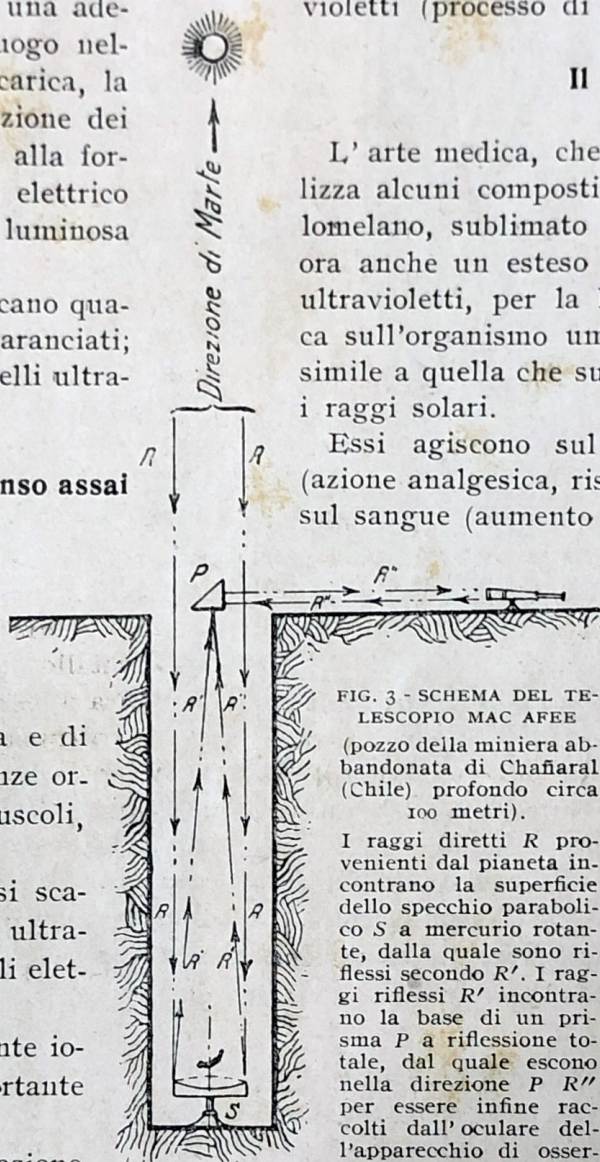 una ade-
uogo nel-
carica, la
zione dei
alla for-
elettrico
luminosa
cano qua-
aranciati;
elli ultra-
nso assai
a e di
nze or-
uscoli,
si sca-
ultra-
li elet-
nte io-
ortante
violetti (processo di
Il
L'arte medica, che
lizza alcuni composti
lomelano, sublimato
ora anche un esteso
ultravioletti, per la
ca sull'organismo um
simile a quella che su
i raggi solari.
Essi agiscono sul
(azione analgesica, ris
sul sangue (aumento
Direzione di Marte
R R
P
R"
R"
R' R'
R R
R' R'
S
FIG. 3 - SCHEMA DEL TE-
LESCOPIO MAC AFEE
(pozzo della miniera ab-
bandonata di Chañaral
(Chile) profondo circa
100 metri).
I raggi diretti R pro-
venienti dal pianeta in-
contrano la superficie
dello specchio paraboli-
co S a mercurio rotan-
te, dalla quale sono ri-
flessi secondo R'. I rag-
gi riflessi R' incontra-
no la base di un pri-
sma P a riflessione to-
tale, dal quale escono
nella direzione P R"
per essere infine rac-
colti dall'oculare del-
l'apparecchio di osser-